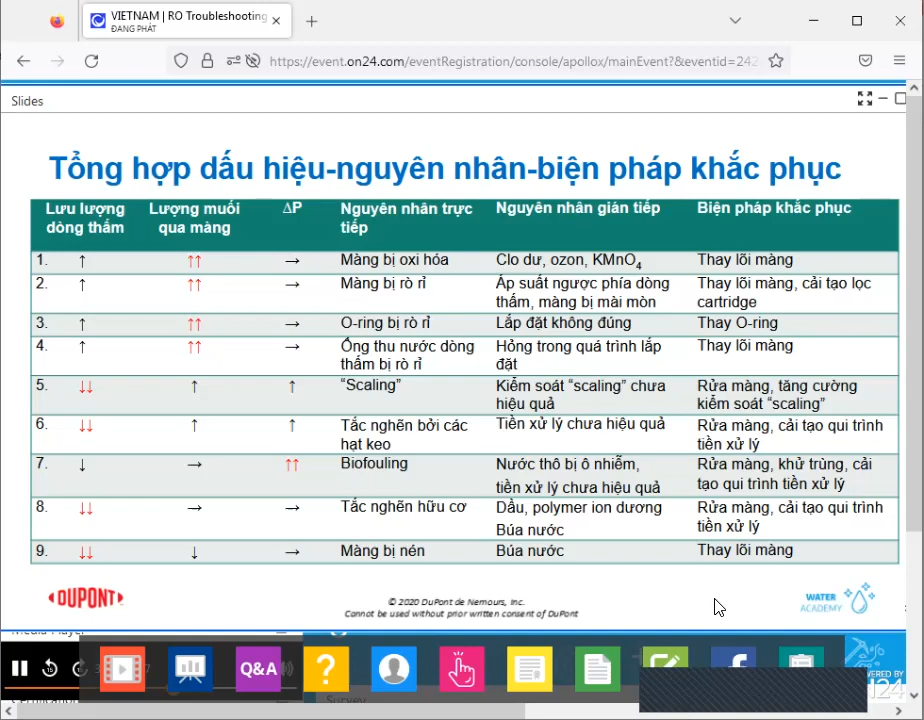 VIETNAM | RO Troubleshooting
ĐANG PHÁT
https://event.on24.com/eventRegistration/console/apollox/mainEvent?&eventid=242
Slides
Tổng hợp dấu hiệu-nguyên nhân-biện pháp khắc phục
Lưu lượng dòng thấm | Lượng muối qua màng | ΔP | Nguyên nhân trực tiếp | Nguyên nhân gián tiếp | Biện pháp khắc phục
1. ↑ ↑↑ → Màng bị oxi hóa | Clo dư, ozon, KMnO4 | Thay lõi màng
2. ↑ ↑↑ → Màng bị rò rỉ | Áp suất ngược phía dòng thấm, màng bị mài mòn | Thay lõi màng, cải tạo lọc cartridge
3. ↑ ↑↑ → O-ring bị rò rỉ | Lắp đặt không đúng | Thay O-ring
4. ↑ ↑↑ → Ống thu nước dòng thấm bị rò rỉ | Hỏng trong quá trình lắp đặt | Thay lõi màng
5. ↓↓ ↑ ↑ “Scaling” | Kiểm soát “scaling” chưa hiệu quả | Rửa màng, tăng cường kiểm soát “scaling”
6. ↓↓ ↑ ↑ Tắc nghẽn bởi các hạt keo | Tiền xử lý chưa hiệu quả | Rửa màng, cải tạo qui trình tiền xử lý
7. ↓ → ↑↑ Biofouling | Nước thô bị ô nhiễm, tiền xử lý chưa hiệu quả | Rửa màng, khử trùng, cải tạo qui trình tiền xử lý
8. ↓↓ → → Tắc nghẽn hữu cơ | Dầu, polymer ion dương Búa nước | Rửa màng, cải tạo qui trình tiền xử lý
9. ↓↓ ↓ → Màng bị nén | Búa nước | Thay lõi màng
DUPONT
© 2020 DuPont de Nemours, Inc.
Cannot be used without prior written consent of DuPont
WATER
ACADEMY
Q&A
Survey